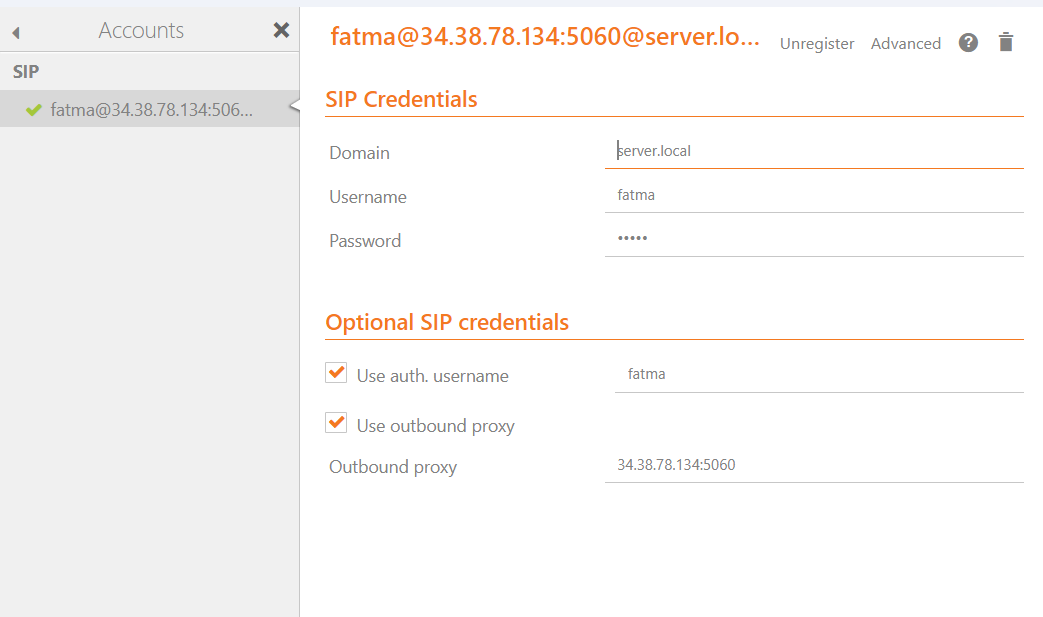 Accounts
SIP
fatma@34.38.78.134:506...
fatma@34.38.78.134:5060@server.lo...
Unregister
Advanced
?
SIP Credentials
Domain
server.local
Username
fatma
Password
•••••
Optional SIP credentials
Use auth. username
fatma
Use outbound proxy
Outbound proxy
34.38.78.134:5060